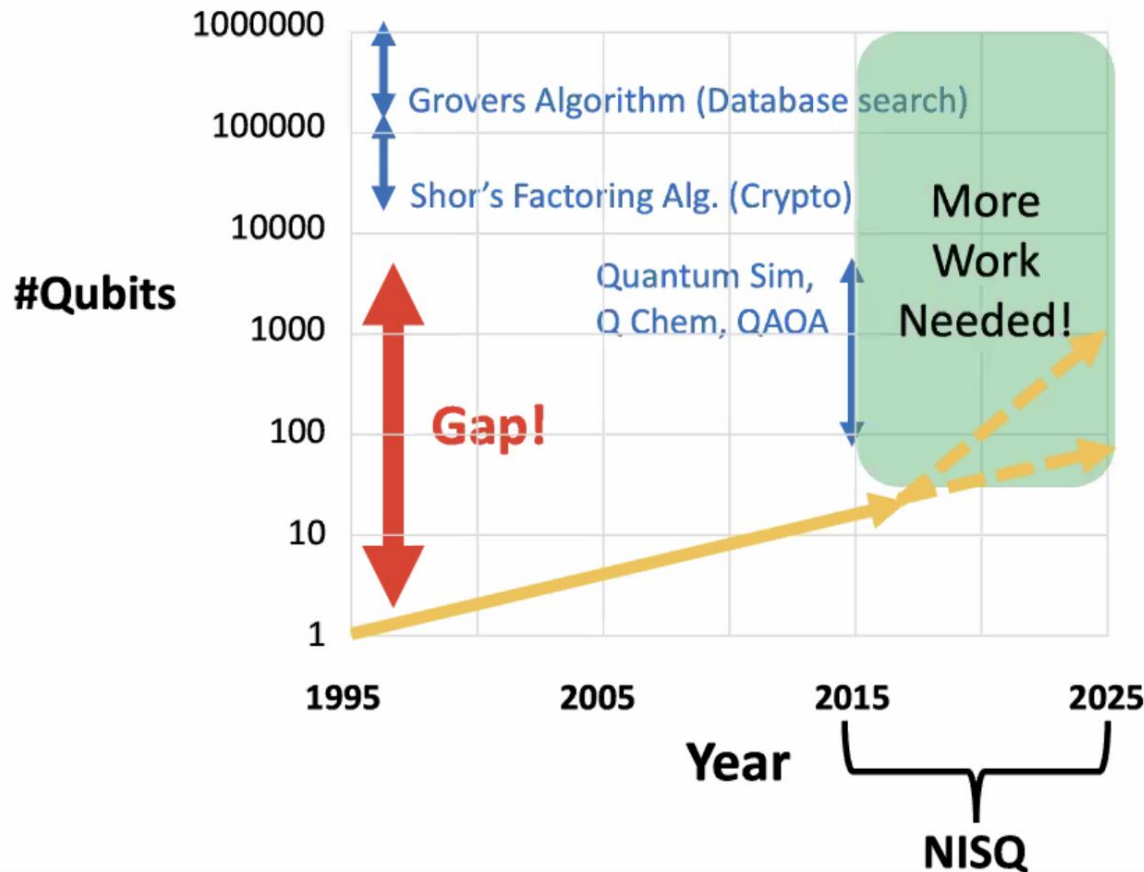 1000000
Grovers Algorithm (Database search)
100000
Shor's Factoring Alg. (Crypto)
More
Work
Needed!
10000
#Qubits
Quantum Sim,
Q Chem, QAOA
1000
Gap!
100
10
1
1995
2005
2015
2025
Year
NISQ